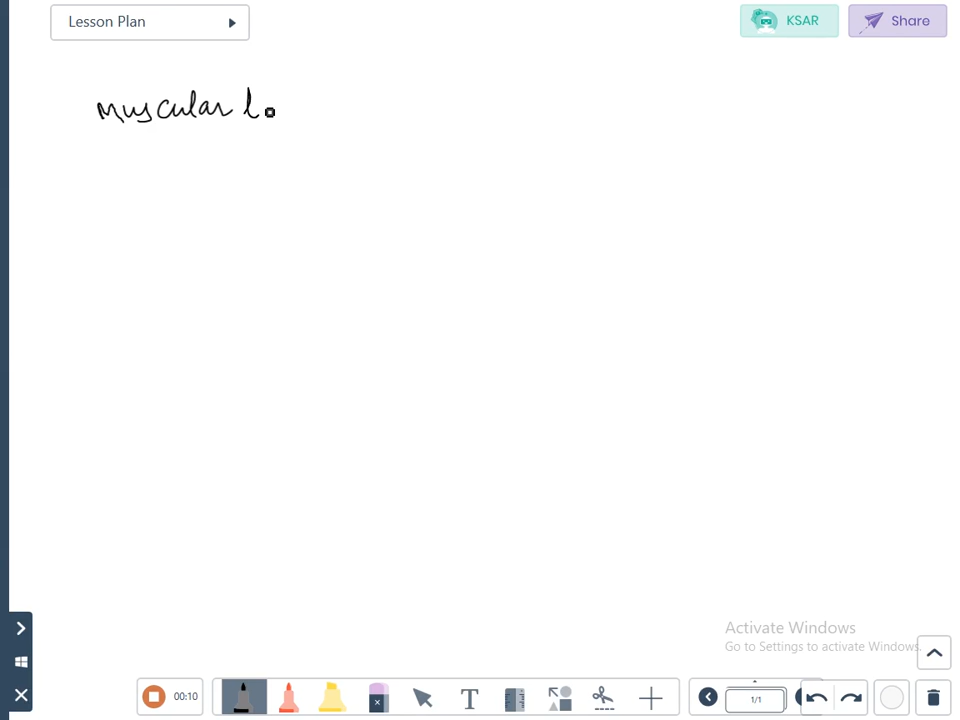 Lesson Plan
KSAR
Share
Muscular
Activate Windows
Go to Settings to activate Windows.
00:10
T
1/1